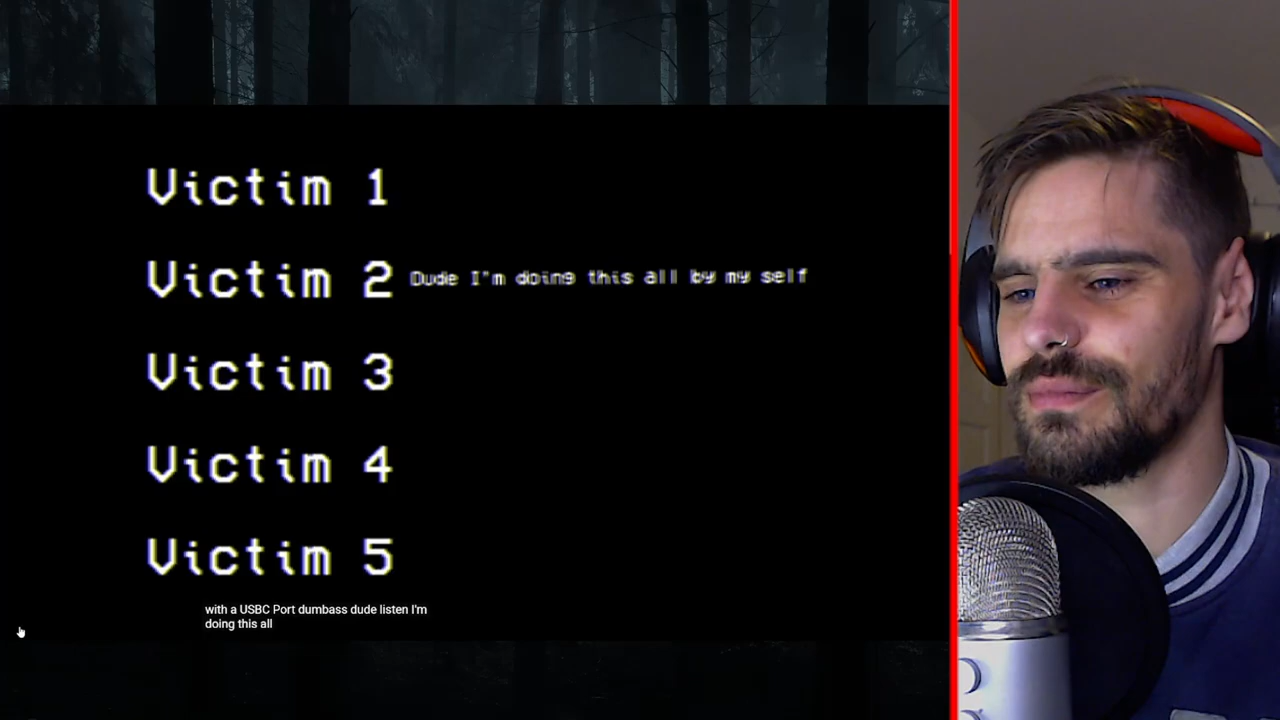 Victim 1
Victim 2 Dude I'm doing this all by my self
Victim 3
Victim 4
Victim 5
with a USBC Port dumbass dude listen I'm
doing this all